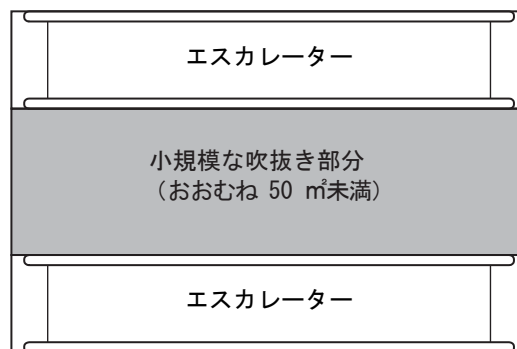 エスカレーター
小規模な吹抜き部分
（おおむね 50 ㎡未満）
エスカレーター